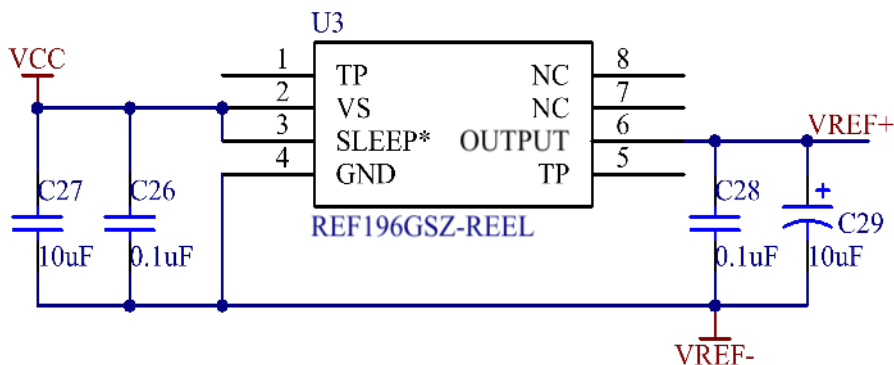 U3
VCC
1 TP NC 8
2 VS NC 7
3 SLEEP* OUTPUT 6 VREF+
4 GND TP 5
C27 C26 C28 +
C29
REF196GSZ-REEL
10uF 0.1uF 0.1uF 10uF
VREF-